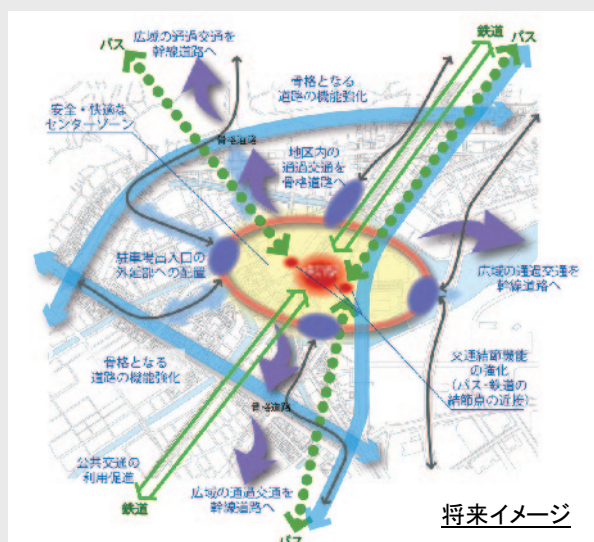 バス
広域の通過交通を
幹線道路へ
鉄道
バス
骨格となる
道路の機能強化
安全・快適な
センターゾーン
骨格道路
地区内の
通過交通を
骨格道路へ
駐車場出入口の
外延部への配置
広域の通過交通を
幹線道路へ
骨格となる
道路の機能強化
交通結節機能
の強化
(バス・鉄道の
結節点の近接)
骨格道路
公共交通の
利用促進
鉄道
広域の通過交通を
幹線道路へ
バス
将来イメージ